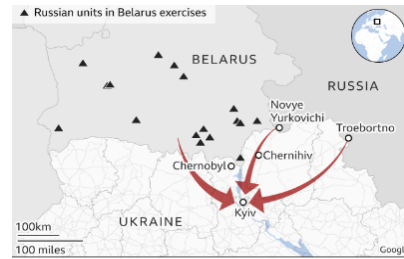 ▲ Russian units in Belarus exercises
BELARUS
RUSSIA
Novye
Yurkovichi
Troebortno
Chernobyl
Chernihiv
Kyiv
UKRAINE
100km
100 miles
Googl